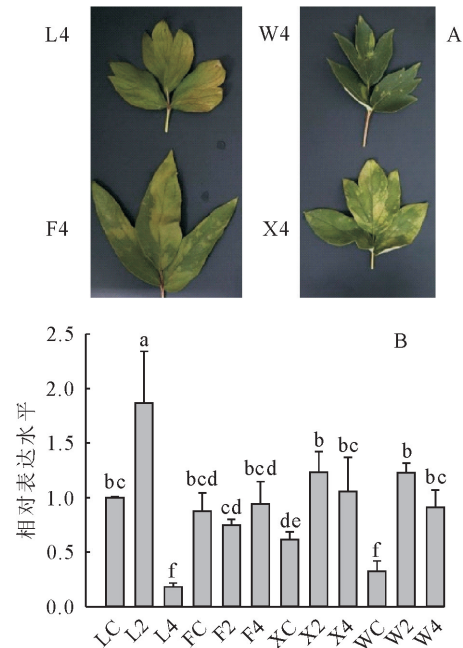 L4 W4 A
F4 X4
B
相对表达水平
2.5
2.0
1.5
1.0
0.5
0.0
bc a f bcd cd bcd de b bc f b bc
LC L2 L4 FC F2 F4 XC X2 X4 WC W2 W4